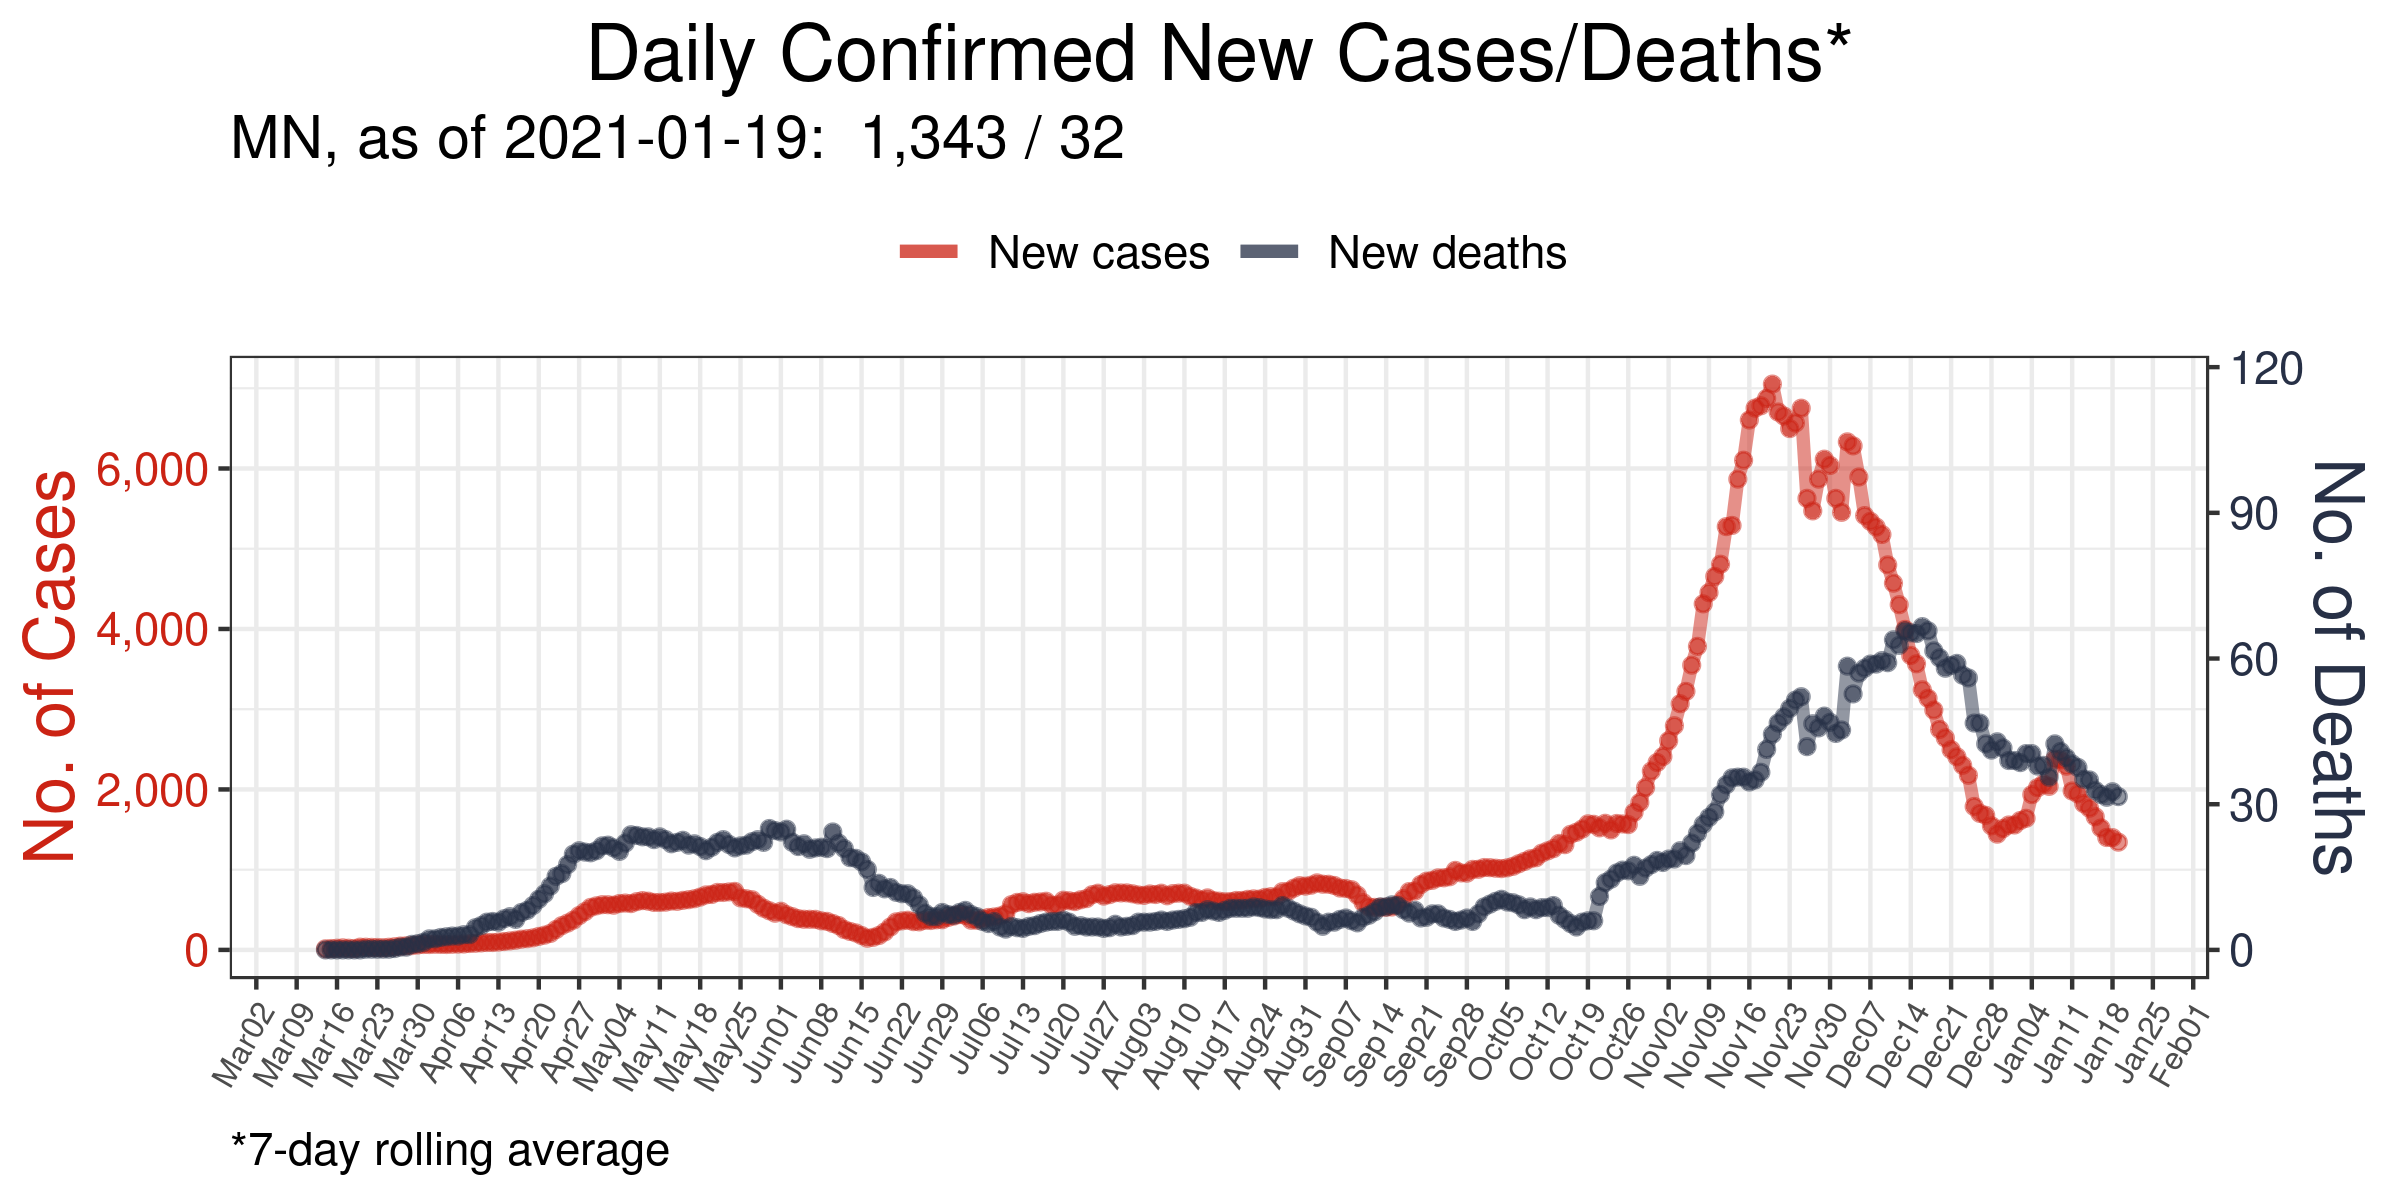 Daily Confirmed New Cases/Deaths*
MN, as of 2021-01-19:  1,343 / 32
New cases
New deaths
No. of Cases
6,000
4,000
2,000
0
120
90
60
30
0
No. of Deaths
Mar02
Mar09
Mar16
Mar23
Mar30
Apr06
Apr13
Apr20
Apr27
May04
May11
May18
May25
Jun01
Jun08
Jun15
Jun22
Jun29
Jul06
Jul13
Jul20
Jul27
Aug03
Aug10
Aug17
Aug24
Aug31
Sep07
Sep14
Sep21
Sep28
Oct05
Oct12
Oct19
Oct26
Nov02
Nov09
Nov16
Nov23
Nov30
Dec07
Dec14
Dec21
Dec28
Jan04
Jan11
Jan18
Jan25
Feb01
*7-day rolling average